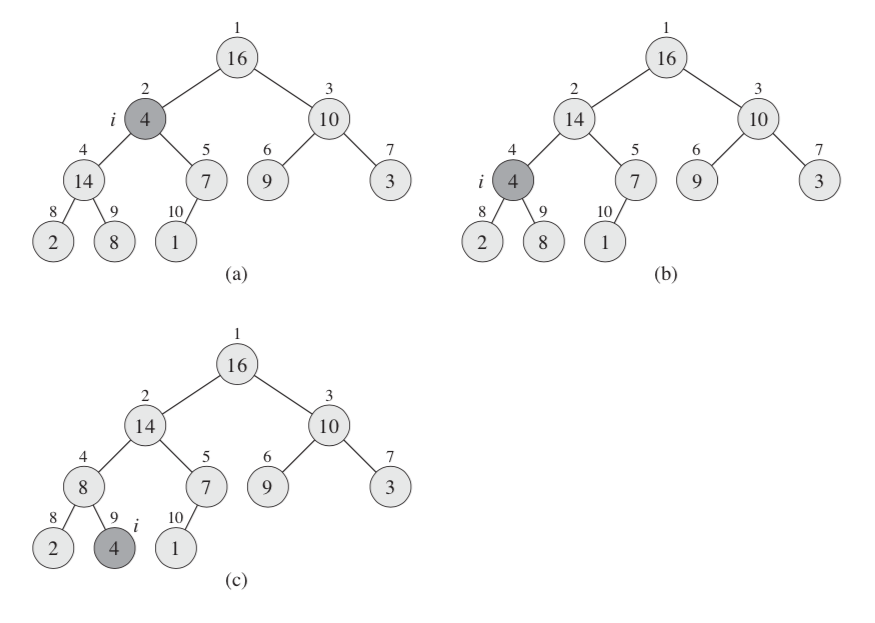 1 1
16 16
2 3 2 3
i 4 10 14 10
4 5 6 7 4 5 6 7
14 7 9 3 i 4 7 9 3
8 9 10 8 9 10
2 8 1 2 8 1
(a) (b)
1
16
2 3
14 10
4 5 6 7
8 7 9 3
8 9 i 10
2 4 1
(c)